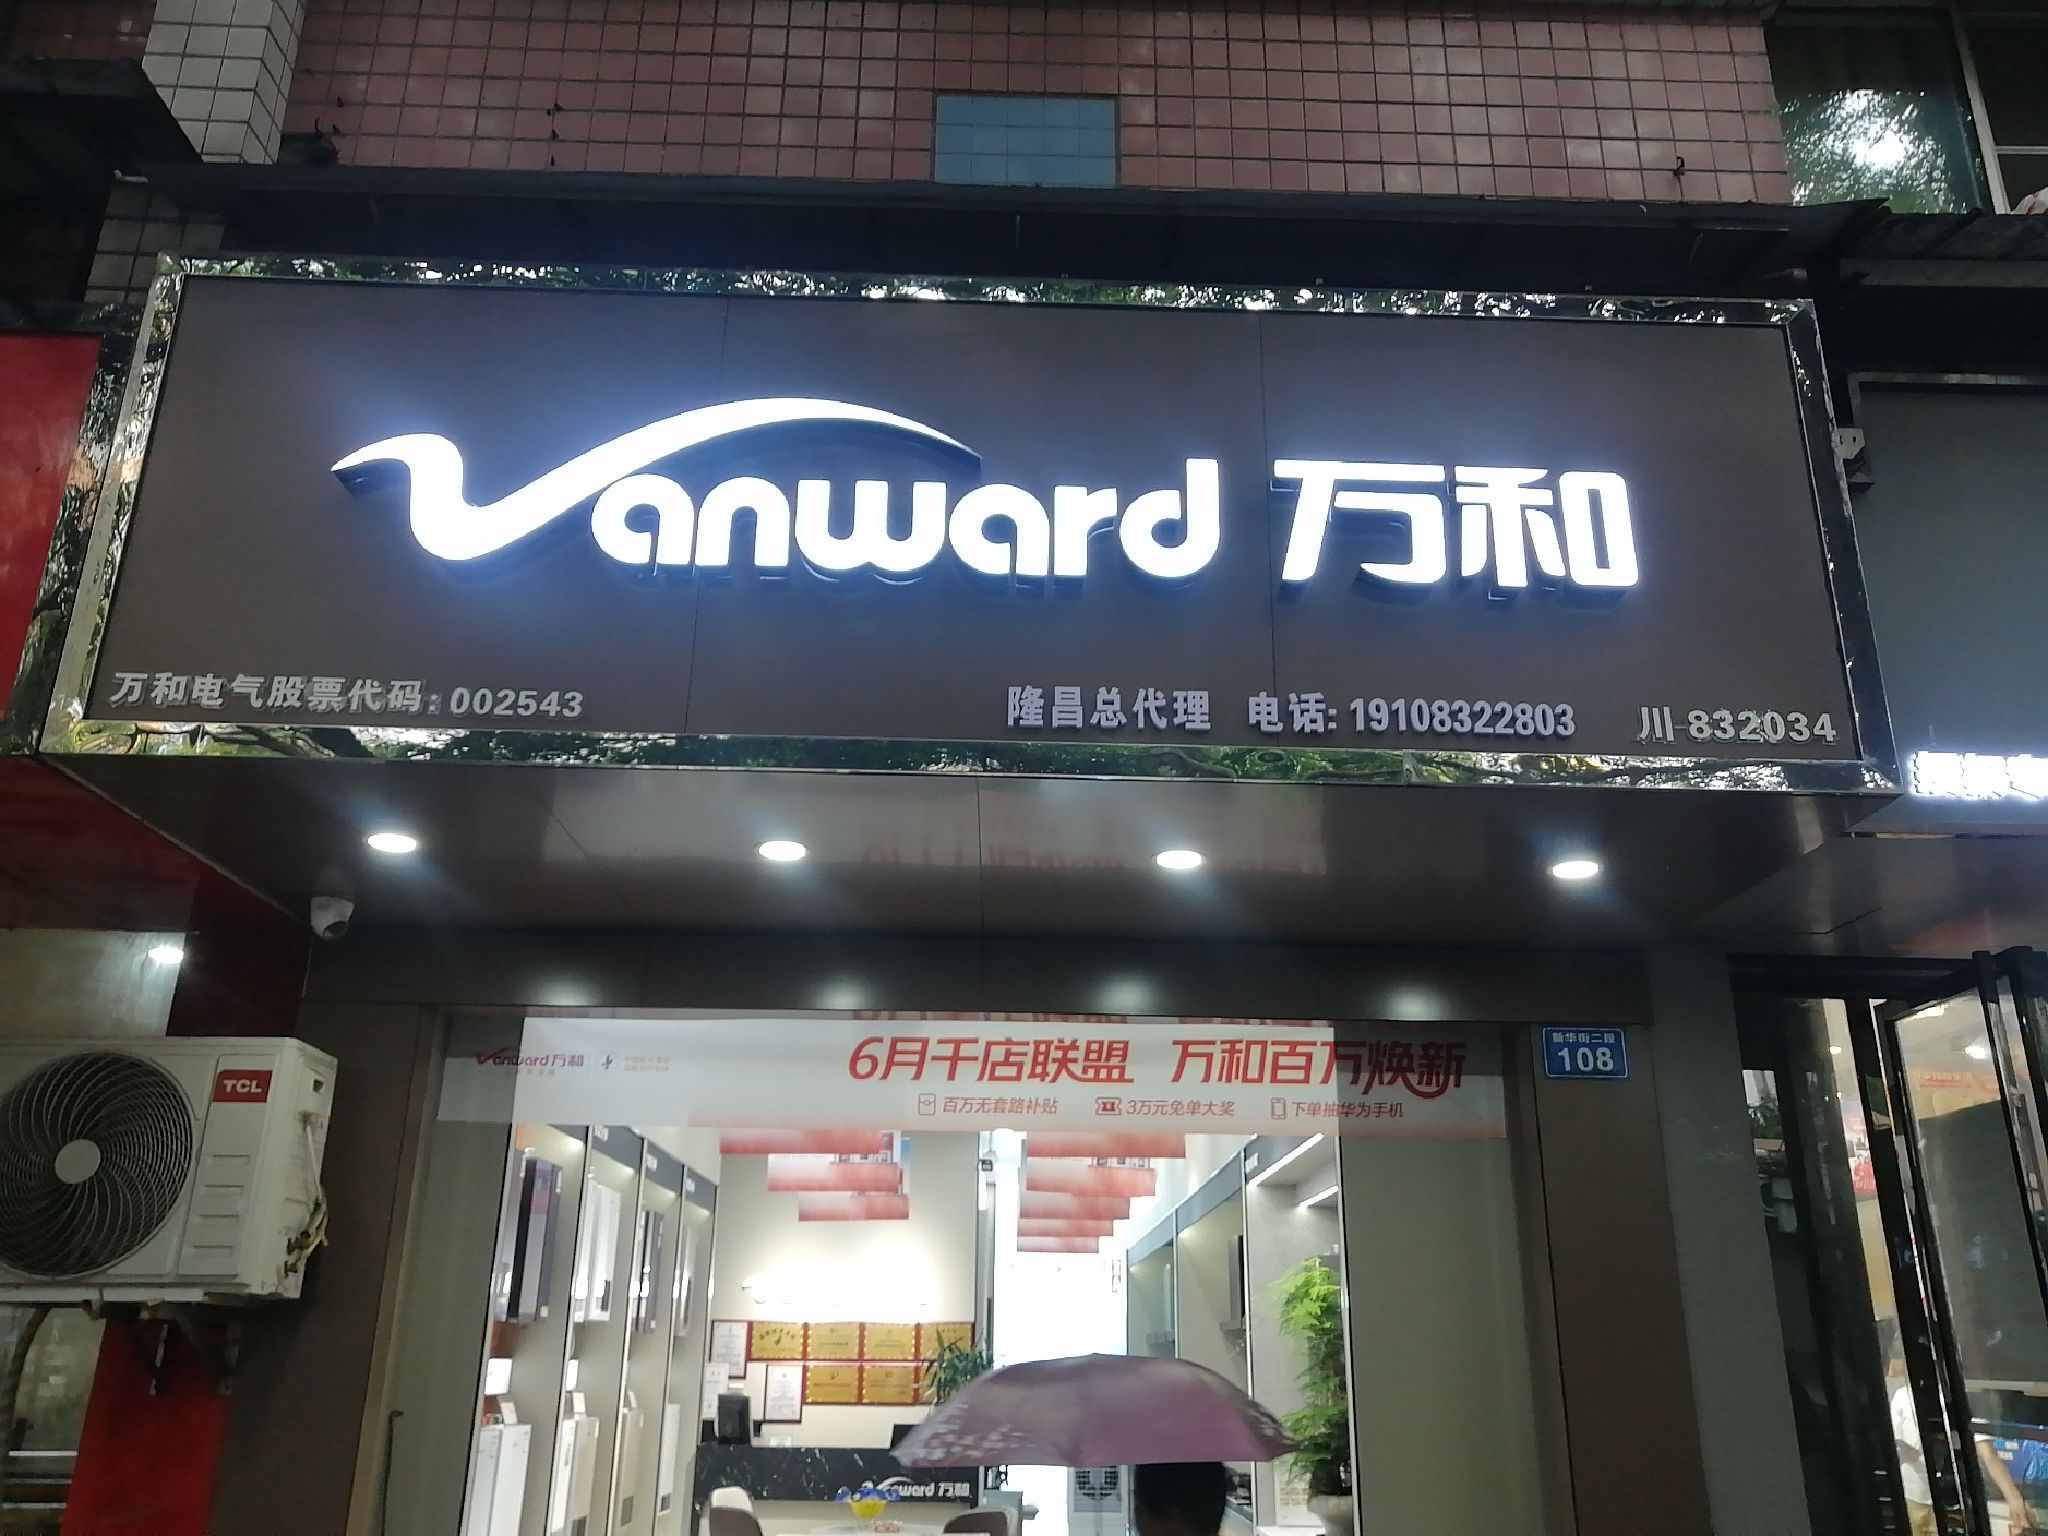 Vanward 万和
万和电气股票代码: 002543
隆昌总代理 电话: 19108322803 川-832034
Vanward 万和
6月千店联盟 万和百万焕新
百万无套路补贴 3万元免单大奖 下单抽华为手机
新华街二段
108
TCL
Vanward 万和